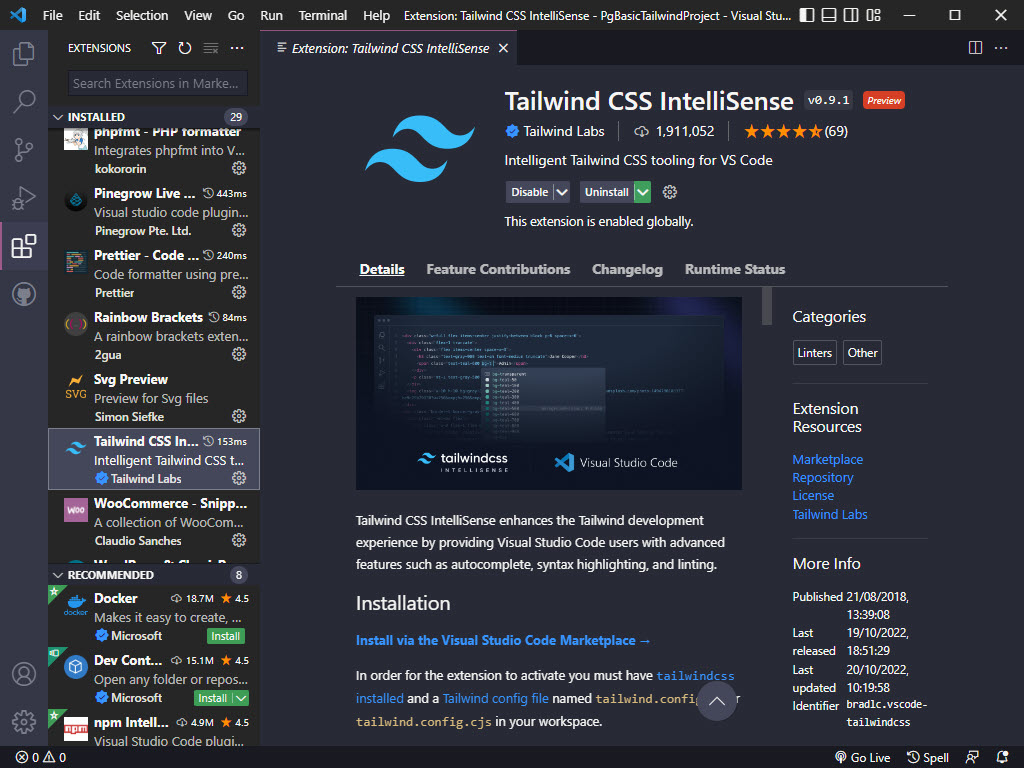 File Edit Selection View Go Run Terminal Help Extension: Tailwind CSS IntelliSense - PgBasicTailwindProject - Visual Stu...
EXTENSIONS
Search Extensions in Marke...
INSTALLED 29
phpfmt - PHP formatter
Integrates phpfmt into V...
kokororin
Pinegrow Live ... 443ms
Visual studio code plugin...
Pinegrow Pte. Ltd.
Prettier - Code ... 240ms
Code formatter using pre...
Prettier
Rainbow Brackets 84ms
A rainbow brackets exten...
2gua
SVG
Svg Preview
Preview for Svg files
Simon Siefke
Tailwind CSS In... 153ms
Intelligent Tailwind CSS t...
Tailwind Labs
WOO
WooCommerce - Snipp...
A collection of WooCom...
Claudio Sanches
RECOMMENDED 8
docker
Docker 18.7M 4.5
Makes it easy to create, ...
Microsoft Install
Dev Cont... 15.1M 4.5
Open any folder or repos...
Microsoft Install
npm
npm Intell... 4.9M 4.5
Visual Studio Code plugi...
Extension: Tailwind CSS IntelliSense
Tailwind CSS IntelliSense v0.9.1 Preview
Tailwind Labs 1,911,052 (69)
Intelligent Tailwind CSS tooling for VS Code
Disable Uninstall
This extension is enabled globally.
Details Feature Contributions Changelog Runtime Status
tailwindcss
INTELLISENSE
Visual Studio Code
Tailwind CSS IntelliSense enhances the Tailwind development
experience by providing Visual Studio Code users with advanced
features such as autocomplete, syntax highlighting, and linting.
Installation
Install via the Visual Studio Code Marketplace →
In order for the extension to activate you must have tailwindcss
installed and a Tailwind config file named tailwind.config
tailwind.config.cjs in your workspace.
Categories
Linters Other
Extension
Resources
Marketplace
Repository
License
Tailwind Labs
More Info
Published 21/08/2018,
13:39:08
Last 19/10/2022,
released 18:51:29
Last 20/10/2022,
updated 10:19:58
Identifier bradlc.vscode-
tailwindcss
0 0 Go Live Spell